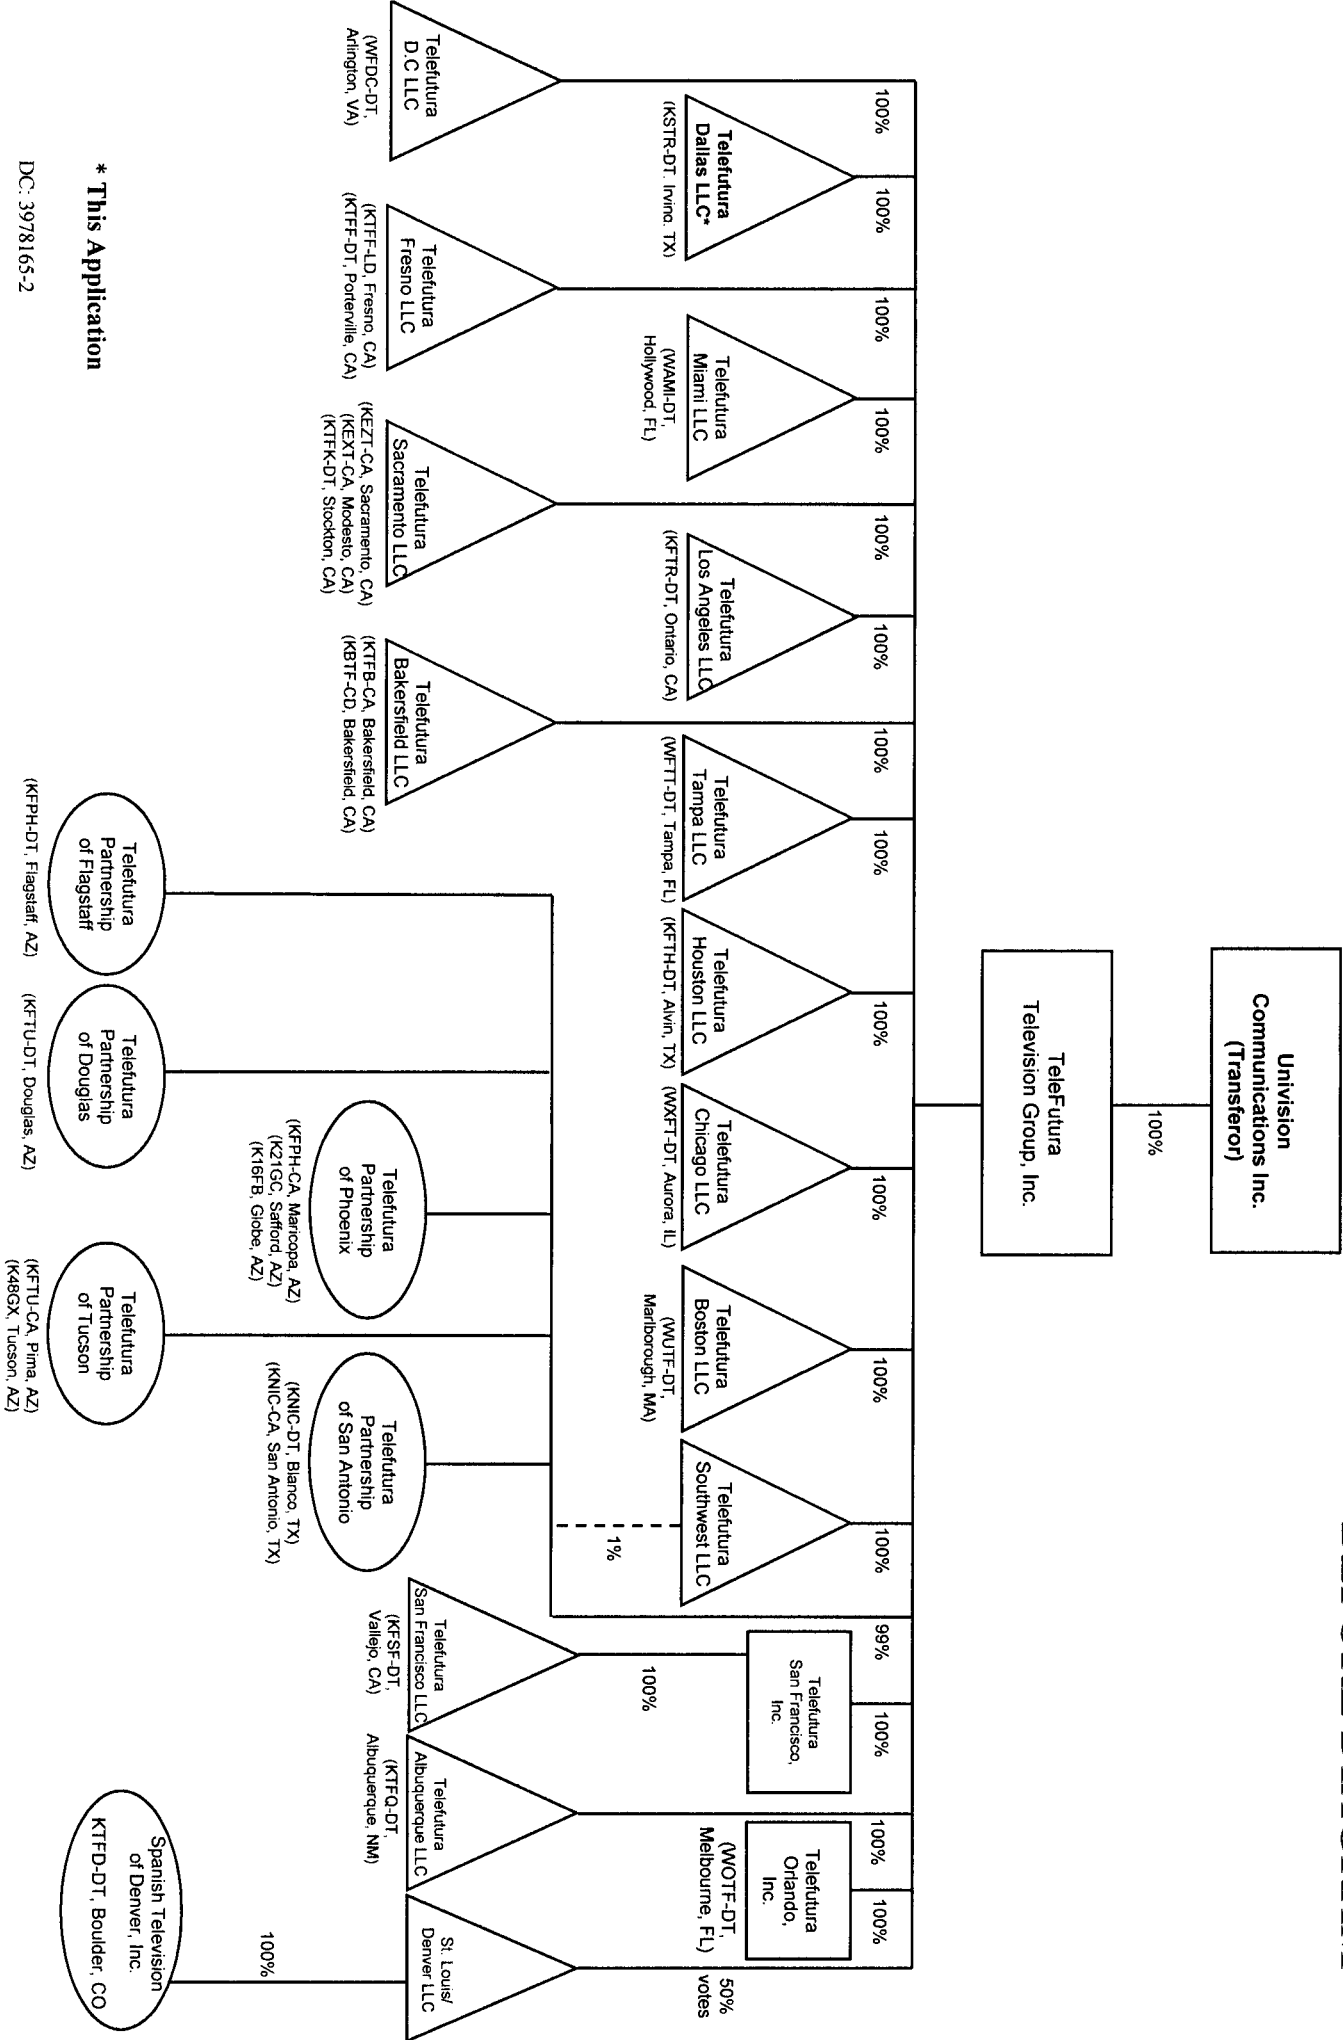 Univision
Communications Inc.
(Transferor)
100%
TeleFutura
Television Group, Inc.
100%
100%
100%
100%
100%
100%
100%
100%
100%
100%
100%
100%
100%
99%
100%
100%
100%
50%
votes
Telefutura
Dallas LLC*
(KSTR-DT, Irving, TX)
Telefutura
Miami LLC
(WAMI-DT,
Hollywood, FL)
Telefutura
Los Angeles LLC
(KFTR-DT, Ontario, CA)
Telefutura
Tampa LLC
(WFTT-DT, Tampa, FL)
Telefutura
Houston LLC
(KFTH-DT, Alvin, TX)
Telefutura
Chicago LLC
(WXFT-DT, Aurora, IL)
Telefutura
Boston LLC
(WUTF-DT,
Marlborough, MA)
Telefutura
Southwest LLC
1%
Telefutura
San Francisco,
Inc.
100%
Telefutura
Orlando,
Inc.
(WOTF-DT,
Melbourne, FL)
Telefutura
D.C LLC
(WFDC-DT,
Arlington, VA)
Telefutura
Fresno LLC
(KTFF-LD, Fresno, CA)
(KTFF-DT, Porterville, CA)
Telefutura
Sacramento LLC
(KEZT-CA, Sacramento, CA)
(KEXT-CA, Modesto, CA)
(KTFK-DT, Stockton, CA)
Telefutura
Bakersfield LLC
(KTFB-CA, Bakersfield, CA)
(KBTF-CD, Bakersfield, CA)
Telefutura
San Francisco LLC
(KFSF-DT,
Vallejo, CA)
Telefutura
Albuquerque LLC
(KTFQ-DT,
Albuquerque, NM)
St. Louis/
Denver LLC
100%
Telefutura
Partnership
of Phoenix
(KFPH-CA, Maricopa, AZ)
(K21GC, Safford, AZ)
(K16FB, Globe, AZ)
Telefutura
Partnership
of San Antonio
(KNIC-DT, Blanco, TX)
(KNIC-CA, San Antonio, TX)
Telefutura
Partnership
of Flagstaff
(KFPH-DT, Flagstaff, AZ)
Telefutura
Partnership
of Douglas
(KFTU-DT, Douglas, AZ)
Telefutura
Partnership
of Tucson
(KFTU-CA, Pima, AZ)
(K48GX, Tucson, AZ)
Spanish Television
of Denver, Inc.
KTFD-DT, Boulder, CO
* This Application
DC: 3978165-2